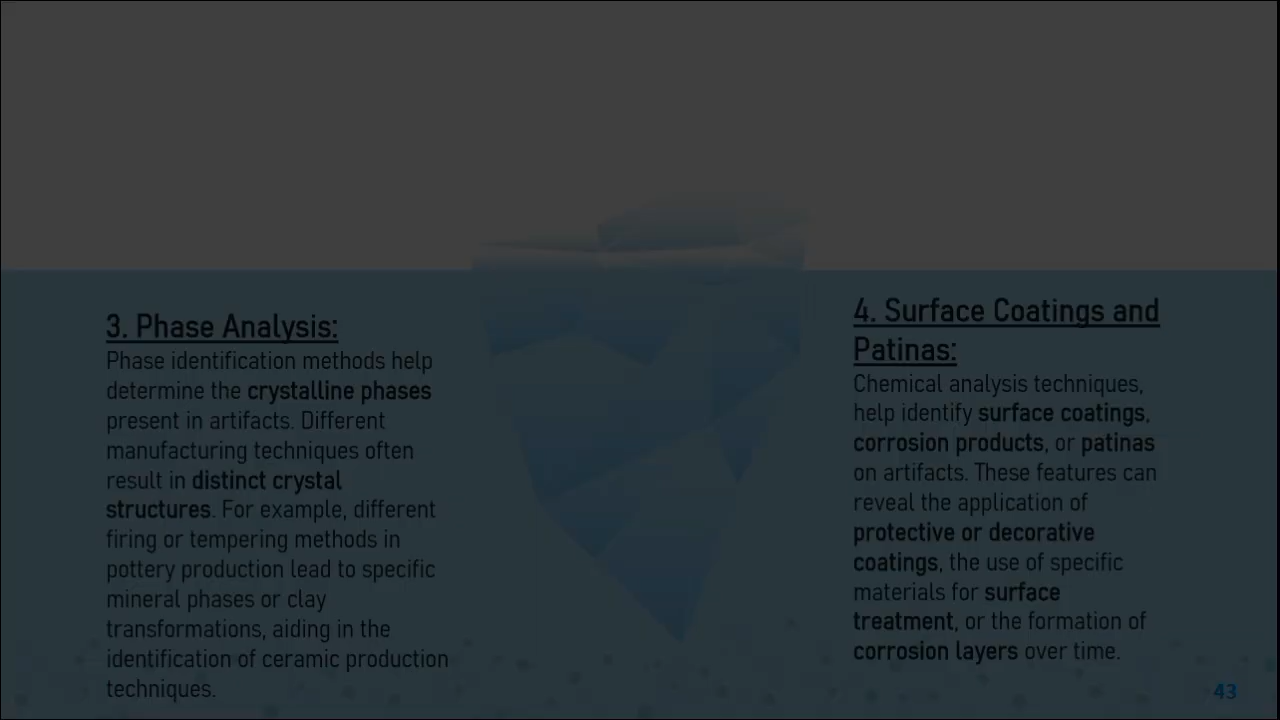 3. Phase Analysis:
Phase identification methods help
determine the crystalline phases
present in artifacts. Different
manufacturing techniques often
result in distinct crystal
structures. For example, different
firing or tempering methods in
pottery production lead to specific
mineral phases or clay
transformations, aiding in the
identification of ceramic production
techniques.
4. Surface Coatings and
Patinas:
Chemical analysis techniques,
help identify surface coatings,
corrosion products, or patinas
on artifacts. These features can
reveal the application of
protective or decorative
coatings, the use of specific
materials for surface
treatment, or the formation of
corrosion layers over time.
43